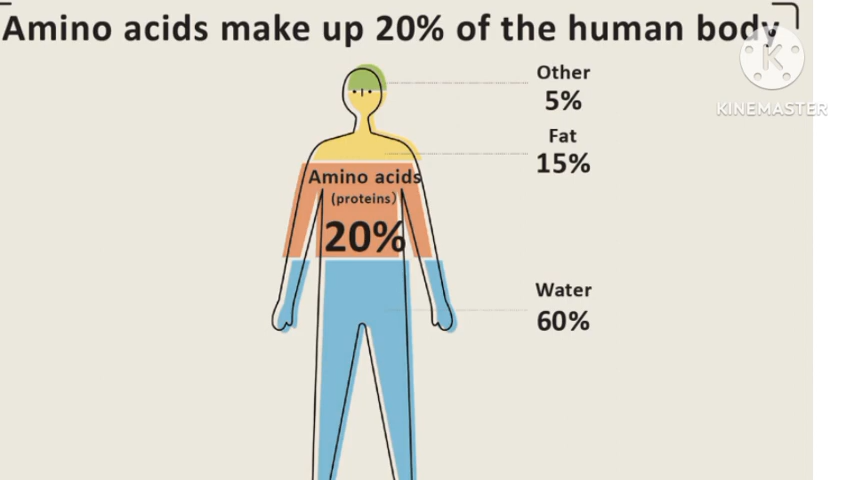 Amino acids make up 20% of the human body
KINEMASTER
Other
5%
Fat
15%
Amino acids
(proteins)
20%
Water
60%